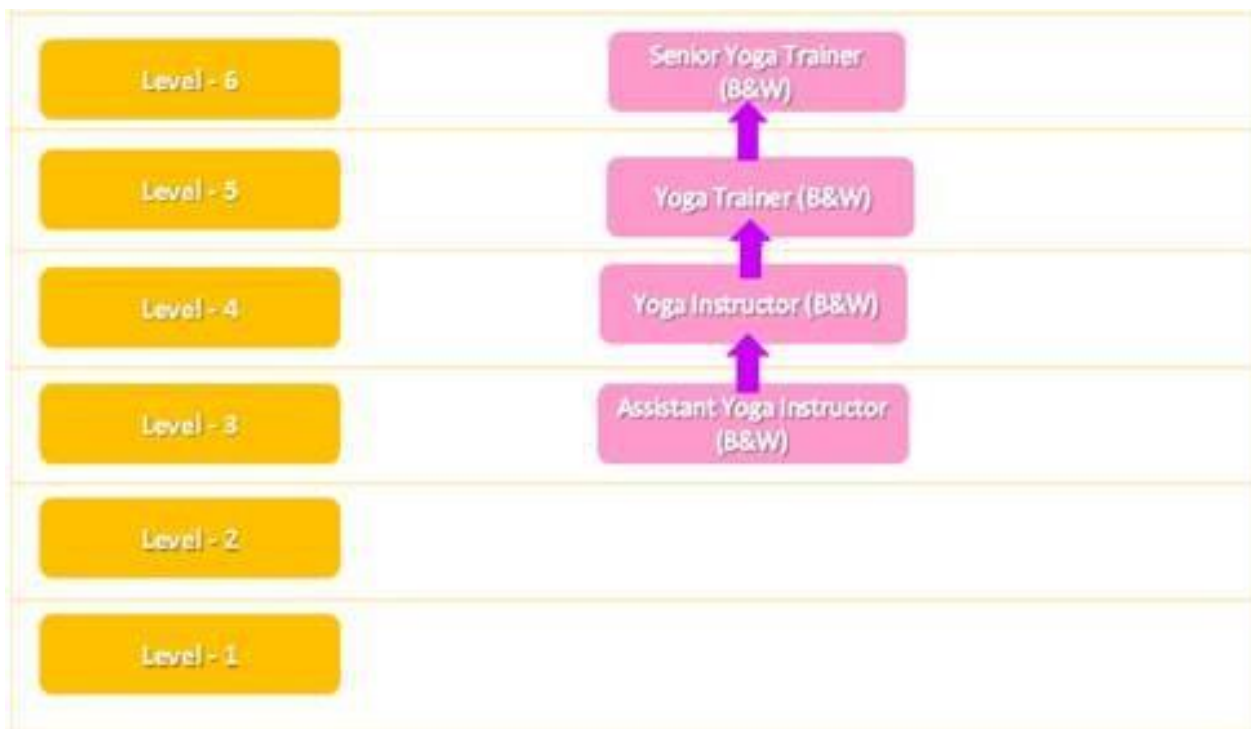 Level - 6
Senior Yoga Trainer
(B&W)
Level - 5
Yoga Trainer (B&W)
Level - 4
Yoga Instructor (B&W)
Level - 3
Assistant Yoga Instructor
(B&W)
Level - 2
Level - 1